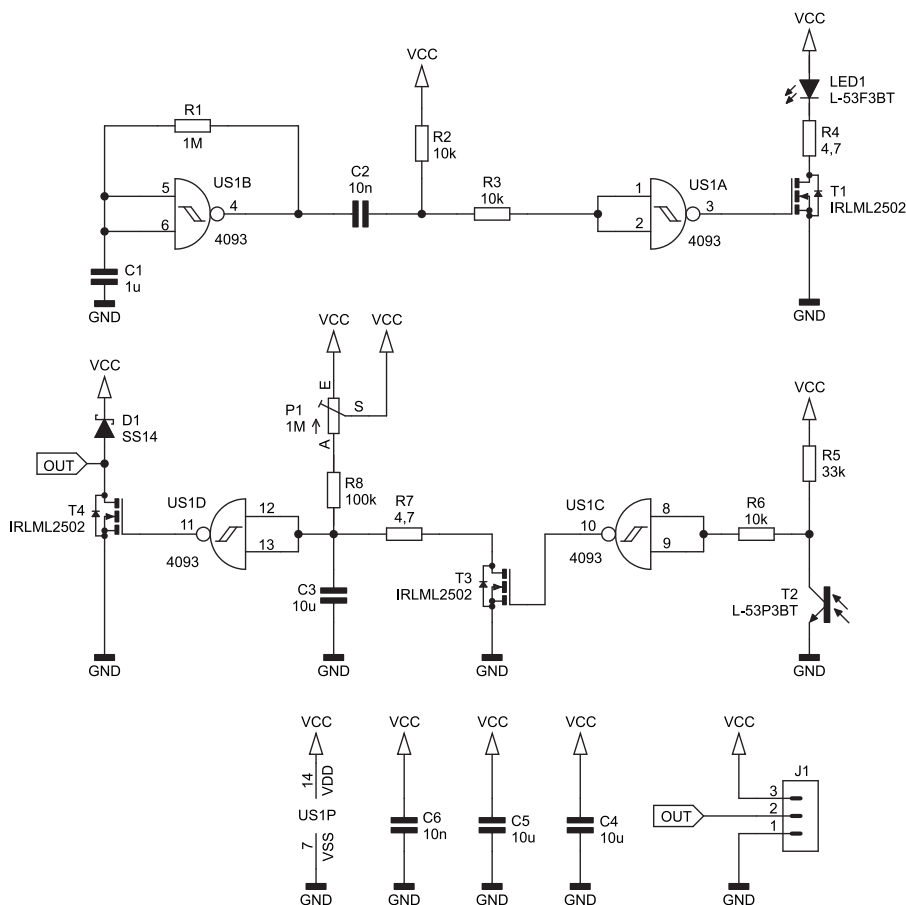 VCC
LED1
L-53F3BT
R4
4,7
T1
IRLML2502
GND
VCC
R2
10k
R1
1M
5
6
US1B
4
4093
C2
10n
R3
10k
1
2
US1A
3
4093
C1
1u
GND
VCC
VCC
E
P1
1M
S
A
R8
100k
VCC
D1
SS14
OUT
T4
IRLML2502
US1D
11
4093
12
13
R7
4,7
C3
10u
T3
IRLML2502
US1C
10
4093
8
9
R6
10k
VCC
R5
33k
T2
L-53P3BT
GND
GND
GND
GND
VCC
14
VDD
US1P
7
VSS
GND
VCC
C6
10n
GND
VCC
C5
10u
GND
VCC
C4
10u
GND
VCC
J1
3
2
1
OUT
GND